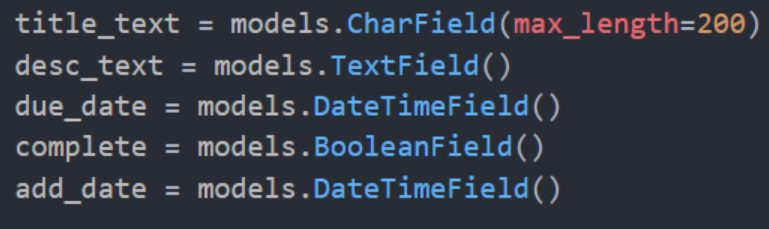 title_text = models.CharField(max_length=200)
desc_text = models.TextField()
due_date = models.DateTimeField()
complete = models.BooleanField()
add_date = models.DateTimeField()